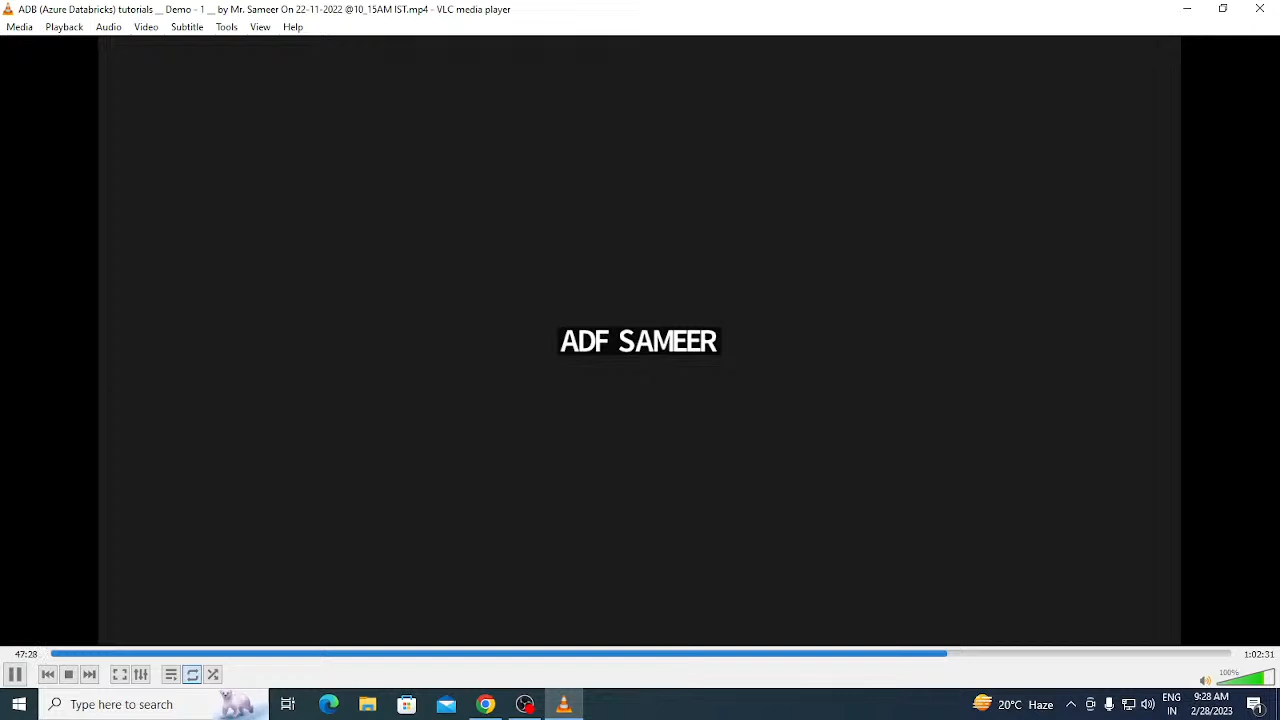 ADB (Azure Databricks) tutorials __ Demo - 1 __ by Mr. Sameer On 22-11-2022 @10_15AM IST.mp4 - VLC media player
Media Playback Audio Video Subtitle Tools View Help
ADF SAMEER
47:28
1:02:31
100%
Type here to search
20°C Haze
ENG
IN
9:28 AM
2/28/2023